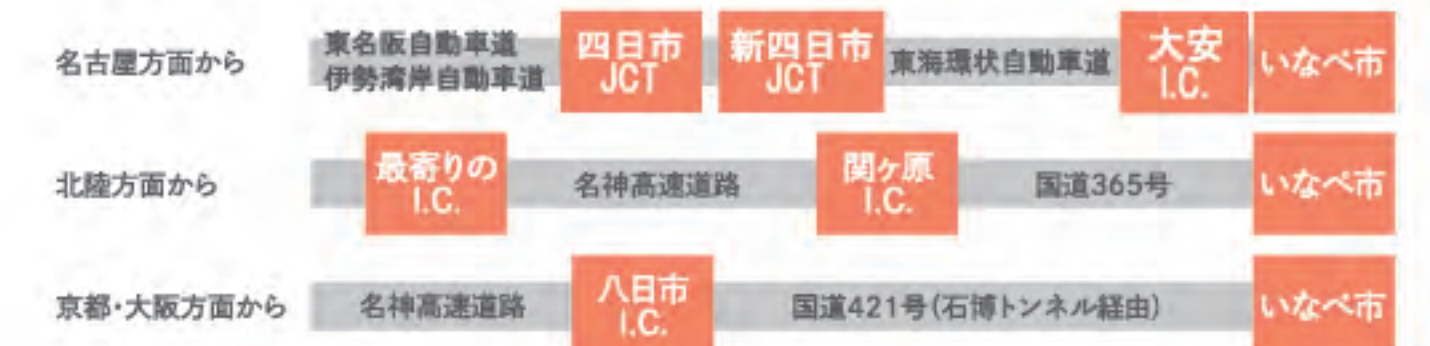 名古屋方面から
東名阪自動車道
伊勢湾岸自動車道
四日市
JCT
新四日市
JCT
東海環状自動車道
大安
I.C.
いなべ市
北陸方面から
最寄りの
I.C.
名神高速道路
関ヶ原
I.C.
国道365号
いなべ市
京都・大阪方面から
名神高速道路
八日市
I.C.
国道421号(石博トンネル経由)
いなべ市